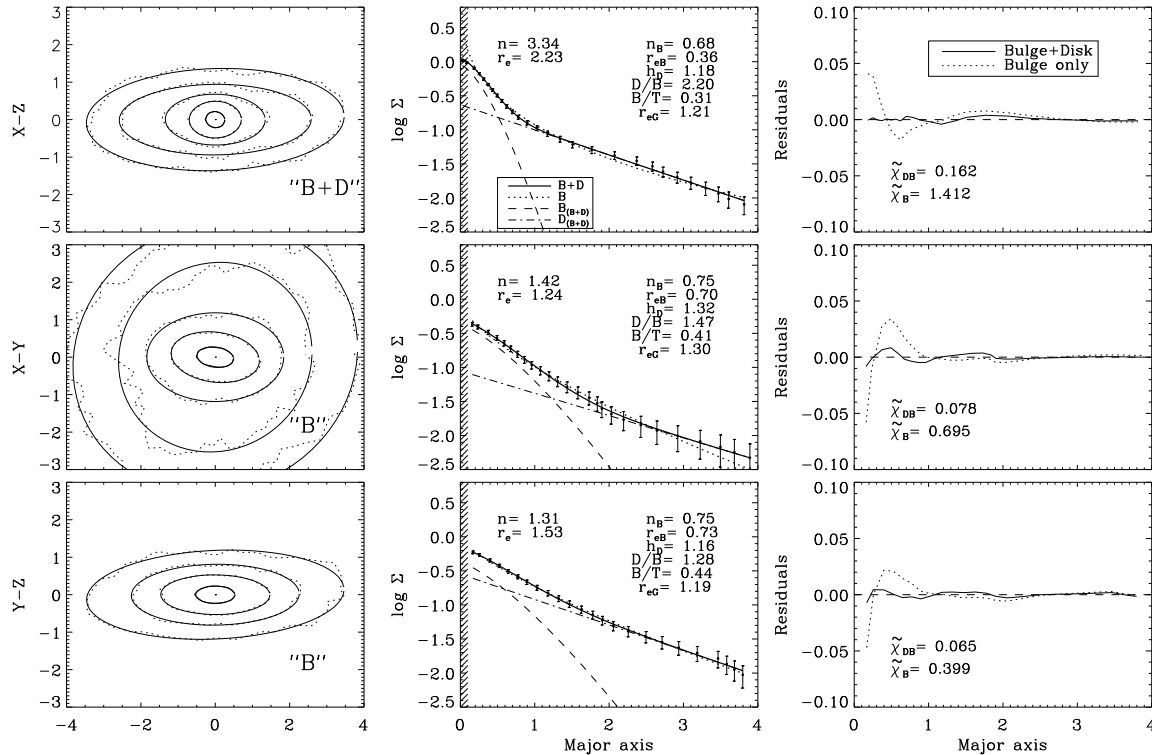 X-Z
3
2
1
0
−1
−2
−3
"B+D"
log Σ
0.5
0.0
−0.5
−1.0
−1.5
−2.0
−2.5
n= 3.34
r_e= 2.23
n_B= 0.68
r_eB= 0.36
h_D= 1.18
D/B= 2.20
B/T= 0.31
r_eG= 1.21
B+D
B
B_(B+D)
D_(B+D)
Residuals
0.10
0.05
0.00
−0.05
−0.10
Bulge+Disk
Bulge only
χ̃_DB= 0.162
χ̃_B= 1.412
X-Y
3
2
1
0
−1
−2
−3
"B"
log Σ
0.5
0.0
−0.5
−1.0
−1.5
−2.0
−2.5
n= 1.42
r_e= 1.24
n_B= 0.75
r_eB= 0.70
h_D= 1.32
D/B= 1.47
B/T= 0.41
r_eG= 1.30
Residuals
0.10
0.05
0.00
−0.05
−0.10
χ̃_DB= 0.078
χ̃_B= 0.695
Y-Z
3
2
1
0
−1
−2
−3
"B"
−4 −2 0 2 4
log Σ
0.5
0.0
−0.5
−1.0
−1.5
−2.0
−2.5
n= 1.31
r_e= 1.53
n_B= 0.75
r_eB= 0.73
h_D= 1.16
D/B= 1.28
B/T= 0.44
r_eG= 1.19
0 1 2 3 4
Major axis
Residuals
0.10
0.05
0.00
−0.05
−0.10
χ̃_DB= 0.065
χ̃_B= 0.399
0 1 2 3 4
Major axis